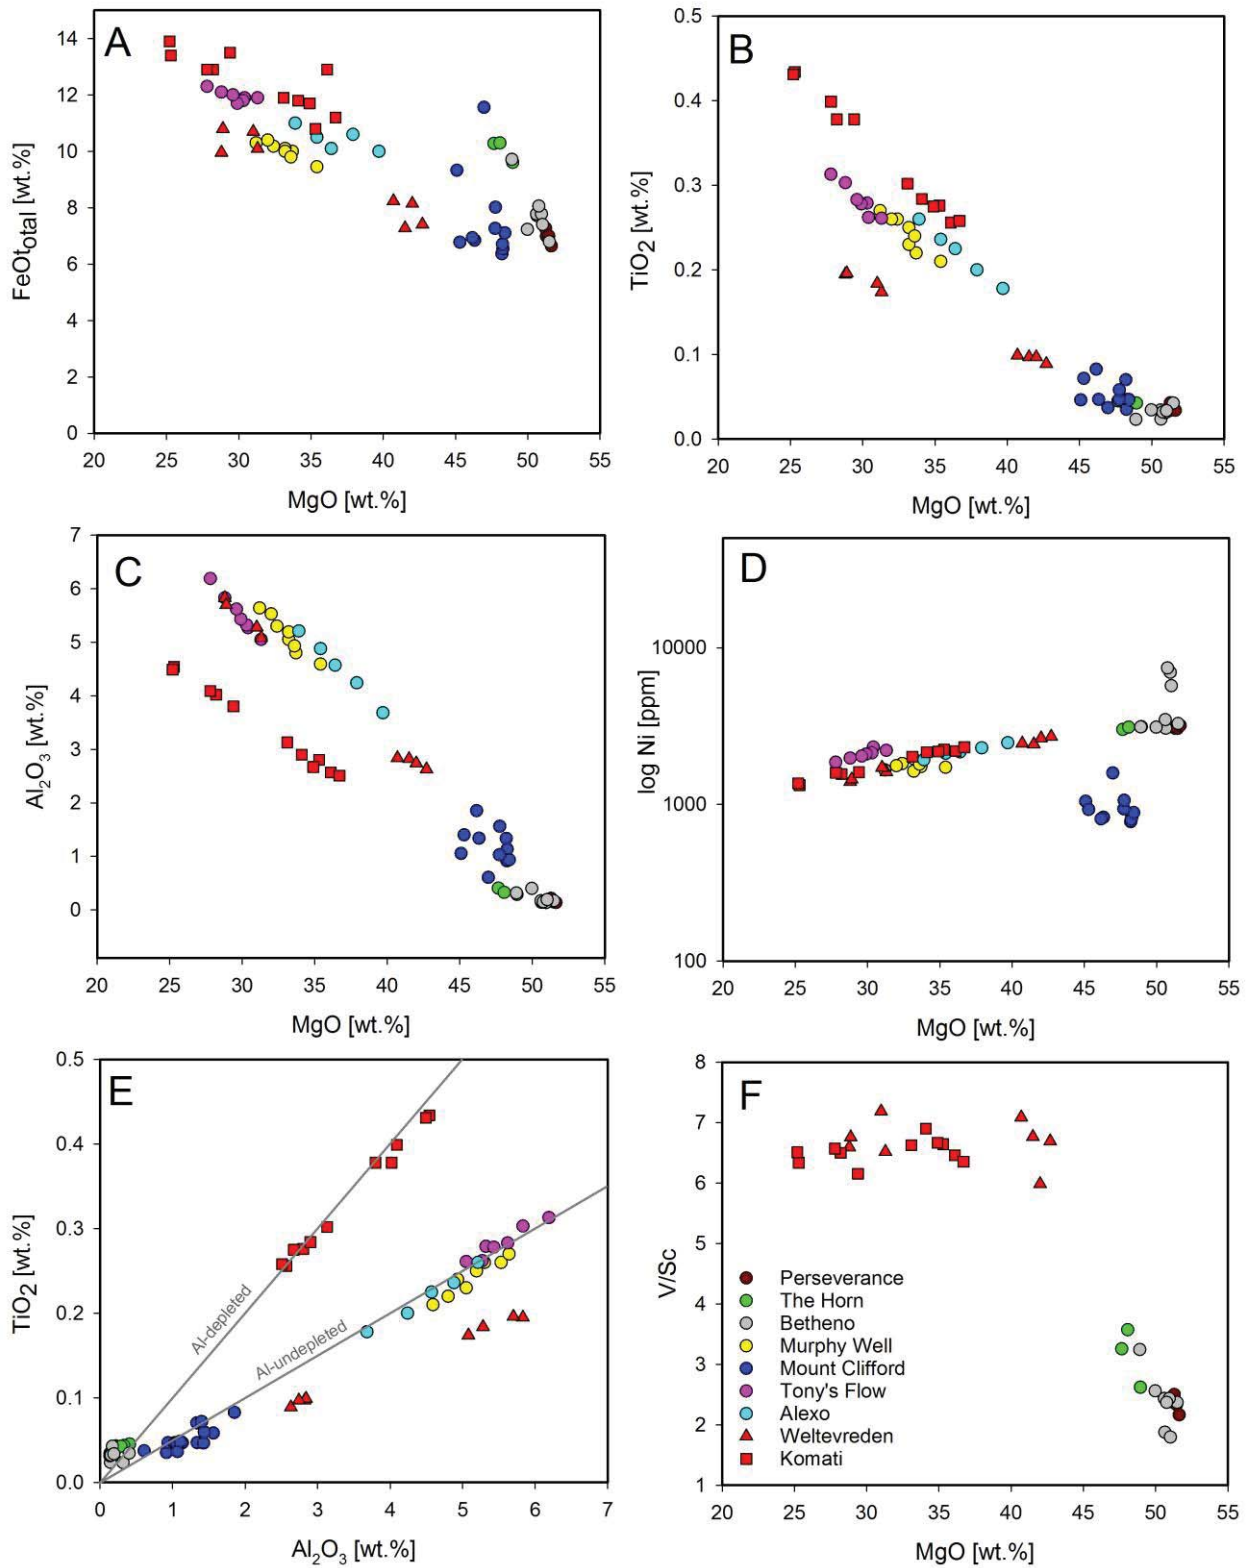 A
14
12
10
8
6
4
2
0
FeOtotal [wt.%]
20 25 30 35 40 45 50 55
MgO [wt.%]
B
0.5
0.4
0.3
0.2
0.1
0.0
TiO2 [wt.%]
20 25 30 35 40 45 50 55
MgO [wt.%]
C
7
6
5
4
3
2
1
0
Al2O3 [wt.%]
20 25 30 35 40 45 50 55
MgO [wt.%]
D
10000
1000
100
log Ni [ppm]
20 25 30 35 40 45 50 55
MgO [wt.%]
E
0.5
0.4
0.3
0.2
0.1
0.0
TiO2 [wt.%]
Al-depleted
Al-undepleted
0 1 2 3 4 5 6 7
Al2O3 [wt.%]
F
8
7
6
5
4
3
2
1
V/Sc
Perseverance
The Horn
Betheno
Murphy Well
Mount Clifford
Tony's Flow
Alexo
Weltevreden
Komati
20 25 30 35 40 45 50 55
MgO [wt.%]